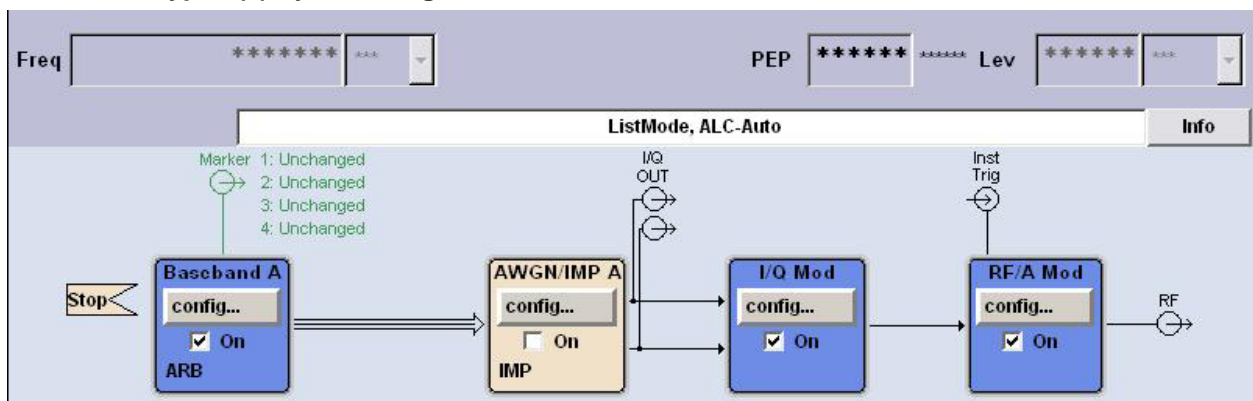 Freq ******* *** PEP ****** ****** Lev ****** ***
ListMode, ALC-Auto Info
Marker 1: Unchanged
2: Unchanged
3: Unchanged
4: Unchanged
I/Q
OUT
Inst
Trig
Stop
Baseband A
config...
On
ARB
AWGN/IMP A
config...
On
IMP
I/Q Mod
config...
On
RF/A Mod
config...
On
RF